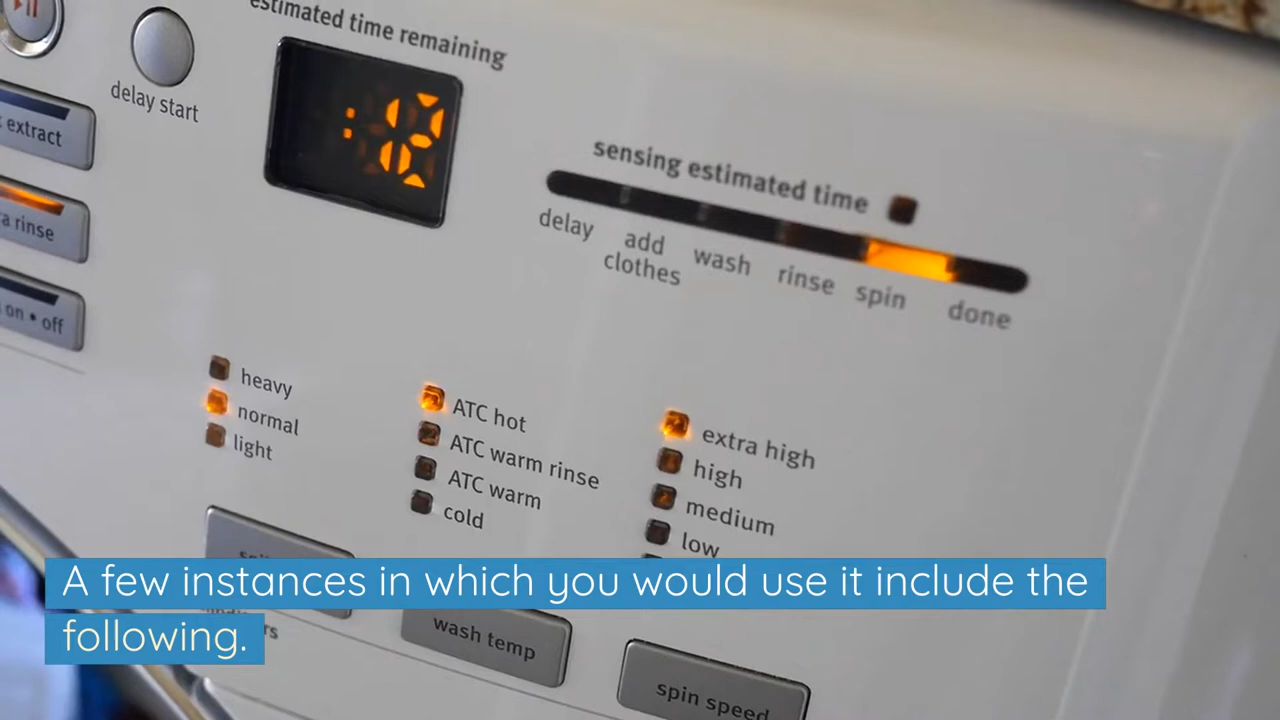 estimated time remaining
delay start
extract
rinse
on • off
sensing estimated time
delay
add clothes
wash
rinse
spin
done
heavy
normal
light
ATC hot
ATC warm rinse
ATC warm
cold
extra high
high
medium
low
wash temp
spin speed
A few instances in which you would use it include the
following.